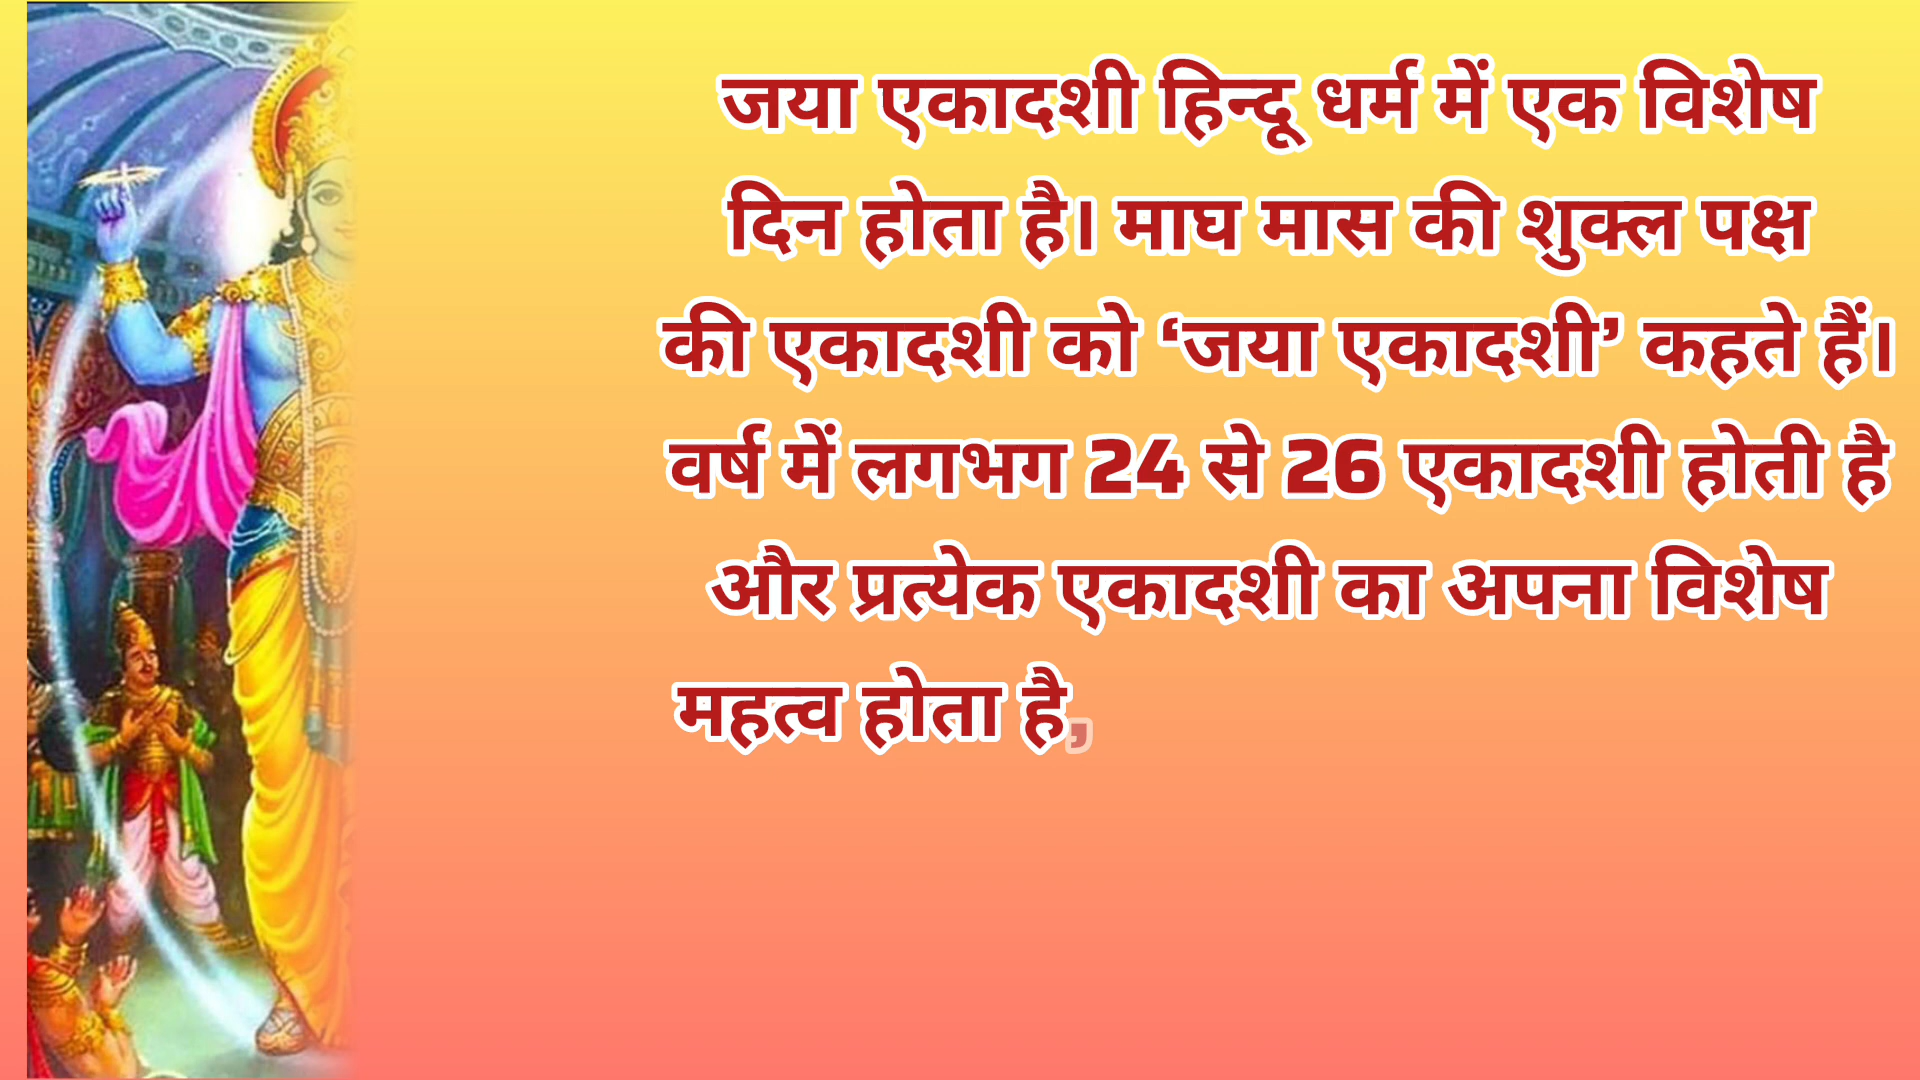 जया एकादशी हिन्दू धर्म में एक विशेष
दिन होता है। माघ मास की शुक्ल पक्ष
की एकादशी को ‘जया एकादशी’ कहते हैं।
वर्ष में लगभग 24 से 26 एकादशी होती है
और प्रत्येक एकादशी का अपना विशेष
महत्व होता है,